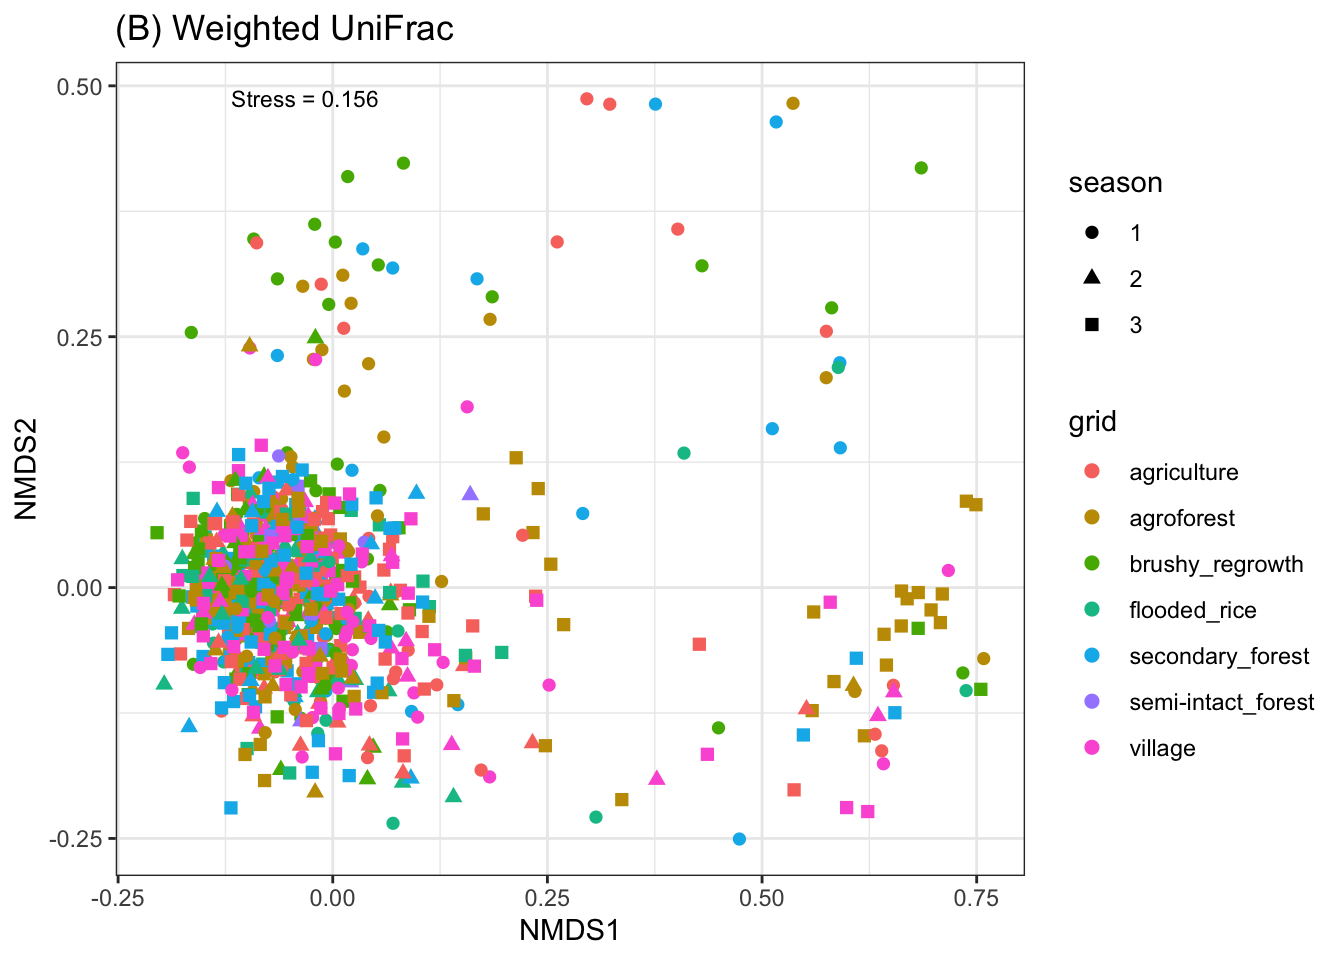 (B) Weighted UniFrac
Stress = 0.156
0.50
0.25
0.00
-0.25
NMDS2
-0.25
0.00
0.25
0.50
0.75
NMDS1
season
1
2
3
grid
agriculture
agroforest
brushy_regrowth
flooded_rice
secondary_forest
semi-intact_forest
village